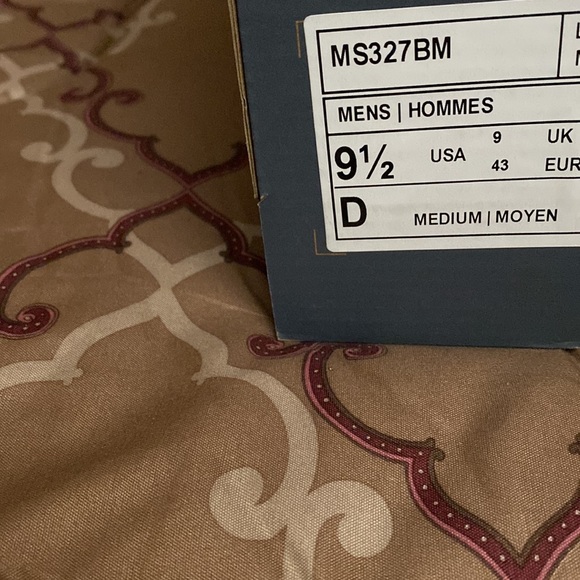 MS327BM
MENS | HOMMES
9½ USA 9 UK
43 EUR
D MEDIUM | MOYEN